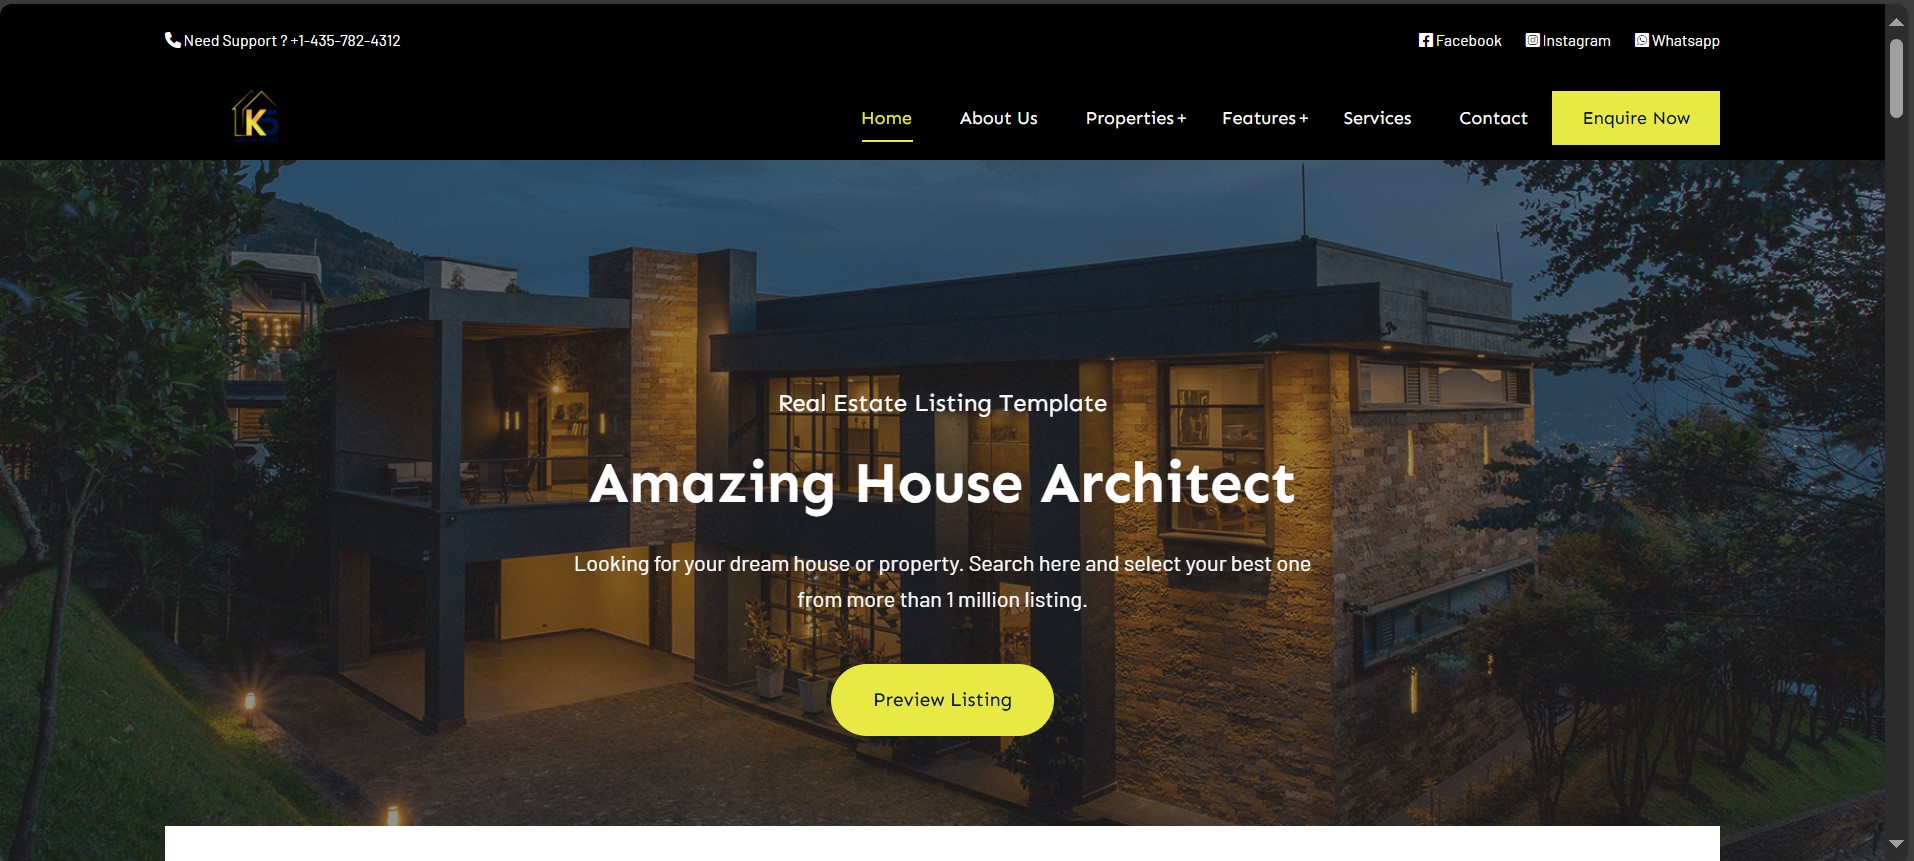 Need Support ? +1-435-782-4312
Facebook Instagram Whatsapp
K5
Home About Us Properties + Features + Services Contact Enquire Now
Real Estate Listing Template
Amazing House Architect
Looking for your dream house or property. Search here and select your best one
from more than 1 million listing.
Preview Listing